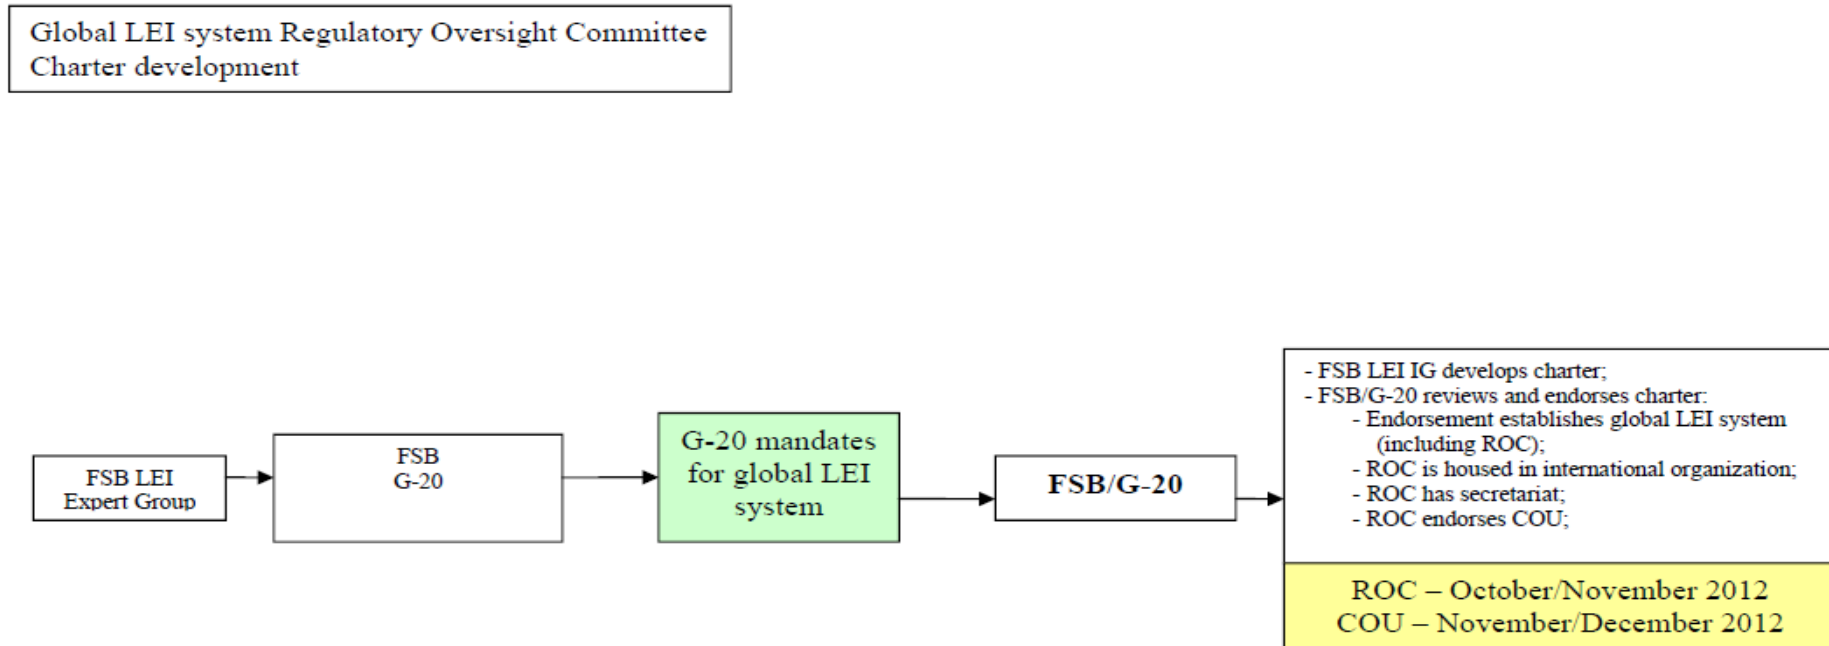 Global LEI system Regulatory Oversight Committee
Charter development
FSB LEI
Expert Group
FSB
G-20
G-20 mandates
for global LEI
system
FSB/G-20
- FSB LEI IG develops charter;
- FSB/G-20 reviews and endorses charter:
- Endorsement establishes global LEI system
(including ROC);
- ROC is housed in international organization;
- ROC has secretariat;
- ROC endorses COU;
ROC – October/November 2012
COU – November/December 2012